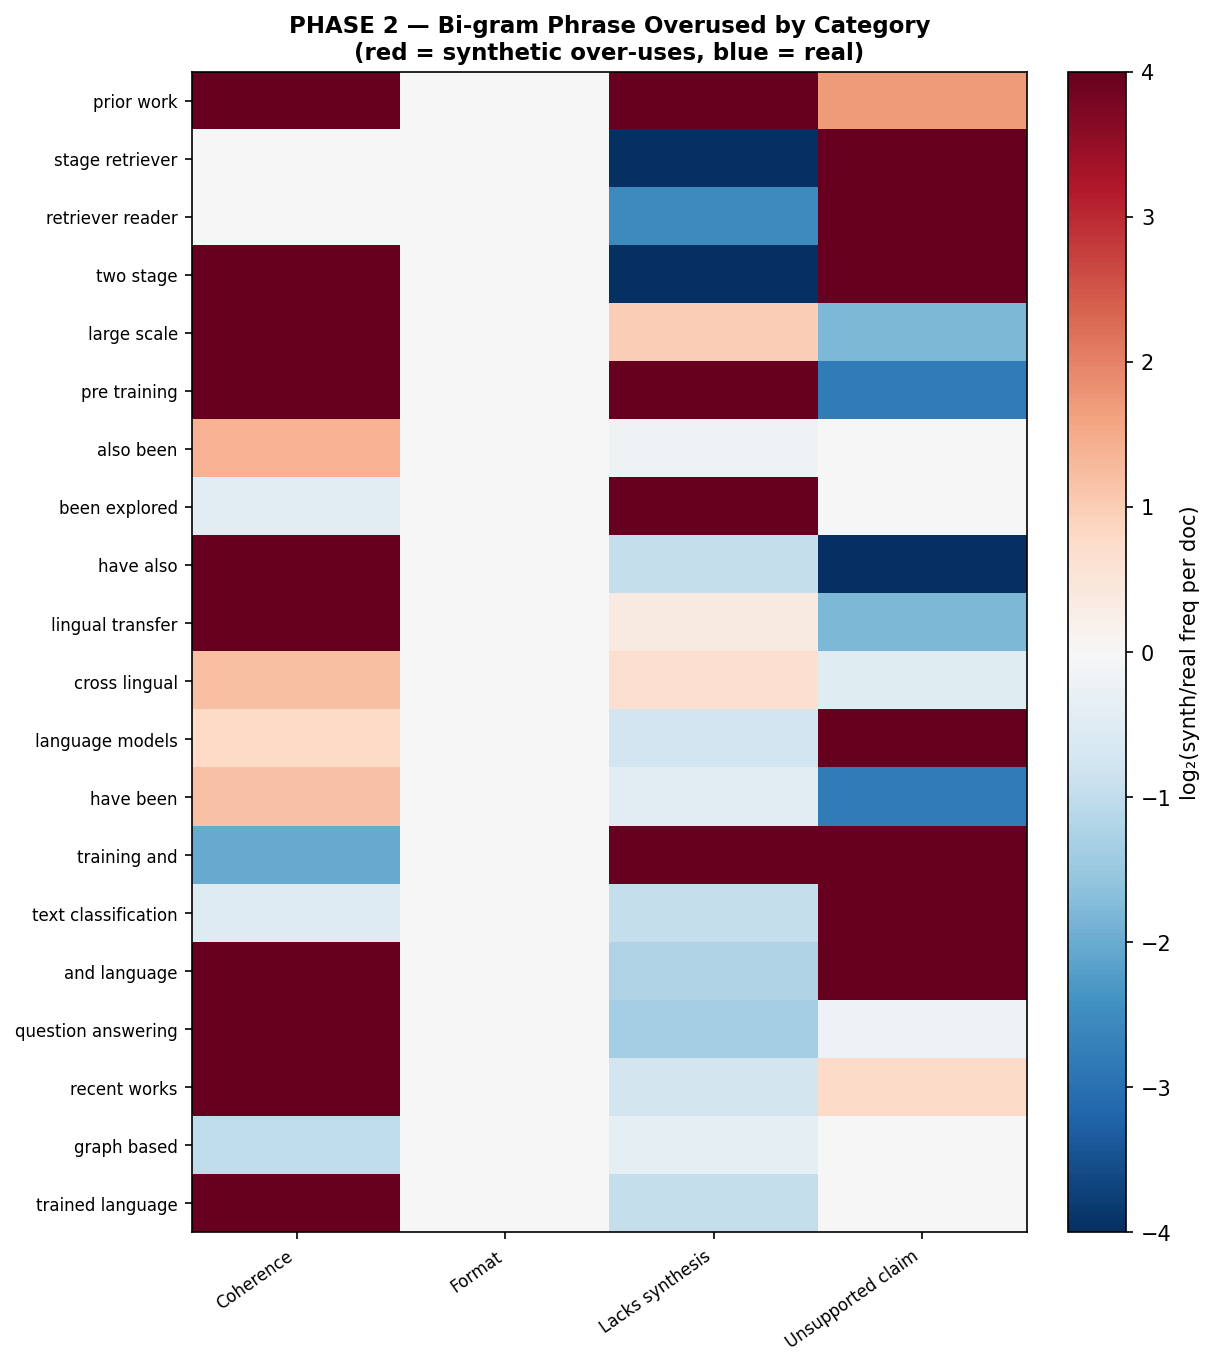 PHASE 2 — Bi-gram Phrase Overused by Category
(red = synthetic over-uses, blue = real)
prior work
stage retriever
retriever reader
two stage
large scale
pre training
also been
been explored
have also
lingual transfer
cross lingual
language models
have been
training and
text classification
and language
question answering
recent works
graph based
trained language
Coherence
Format
Lacks synthesis
Unsupported claim
4
3
2
1
0
−1
−2
−3
−4
log₂(synth/real freq per doc)